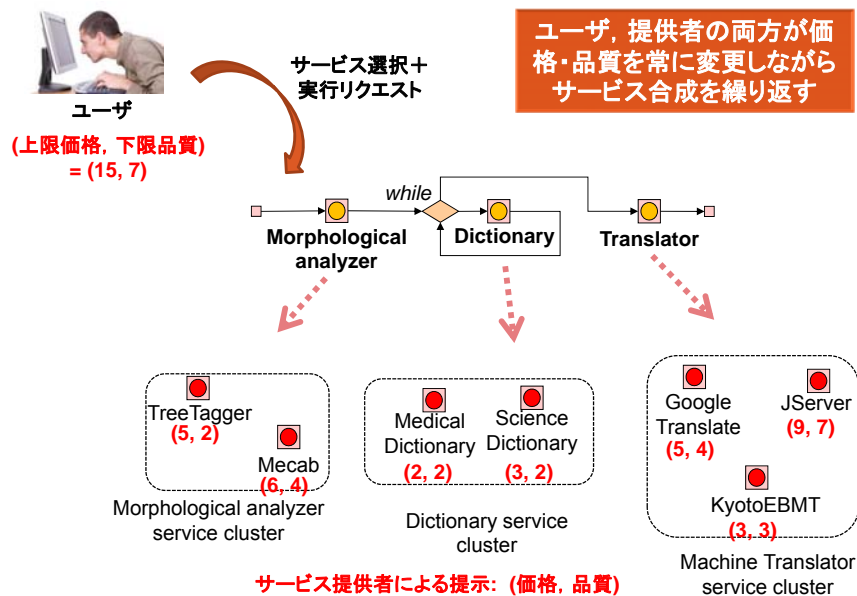 ユーザ，提供者の両方が価
格・品質を常に変更しながら
サービス合成を繰り返す
サービス選択＋
実行リクエスト
ユーザ
(上限価格，下限品質)
= (15, 7)
while
Morphological
analyzer
Dictionary
Translator
TreeTagger
(5, 2)
Mecab
(6, 4)
Morphological analyzer
service cluster
Medical
Dictionary
(2, 2)
Science
Dictionary
(3, 2)
Dictionary service
cluster
Google
Translate
(5, 4)
JServer
(9, 7)
KyotoEBMT
(3, 3)
Machine Translator
service cluster
サービス提供者による提示: (価格，品質)